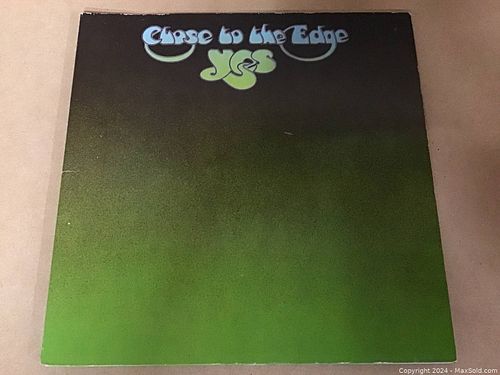 Close to the Edge
yes
Copyright 2024 - MaxSold.com